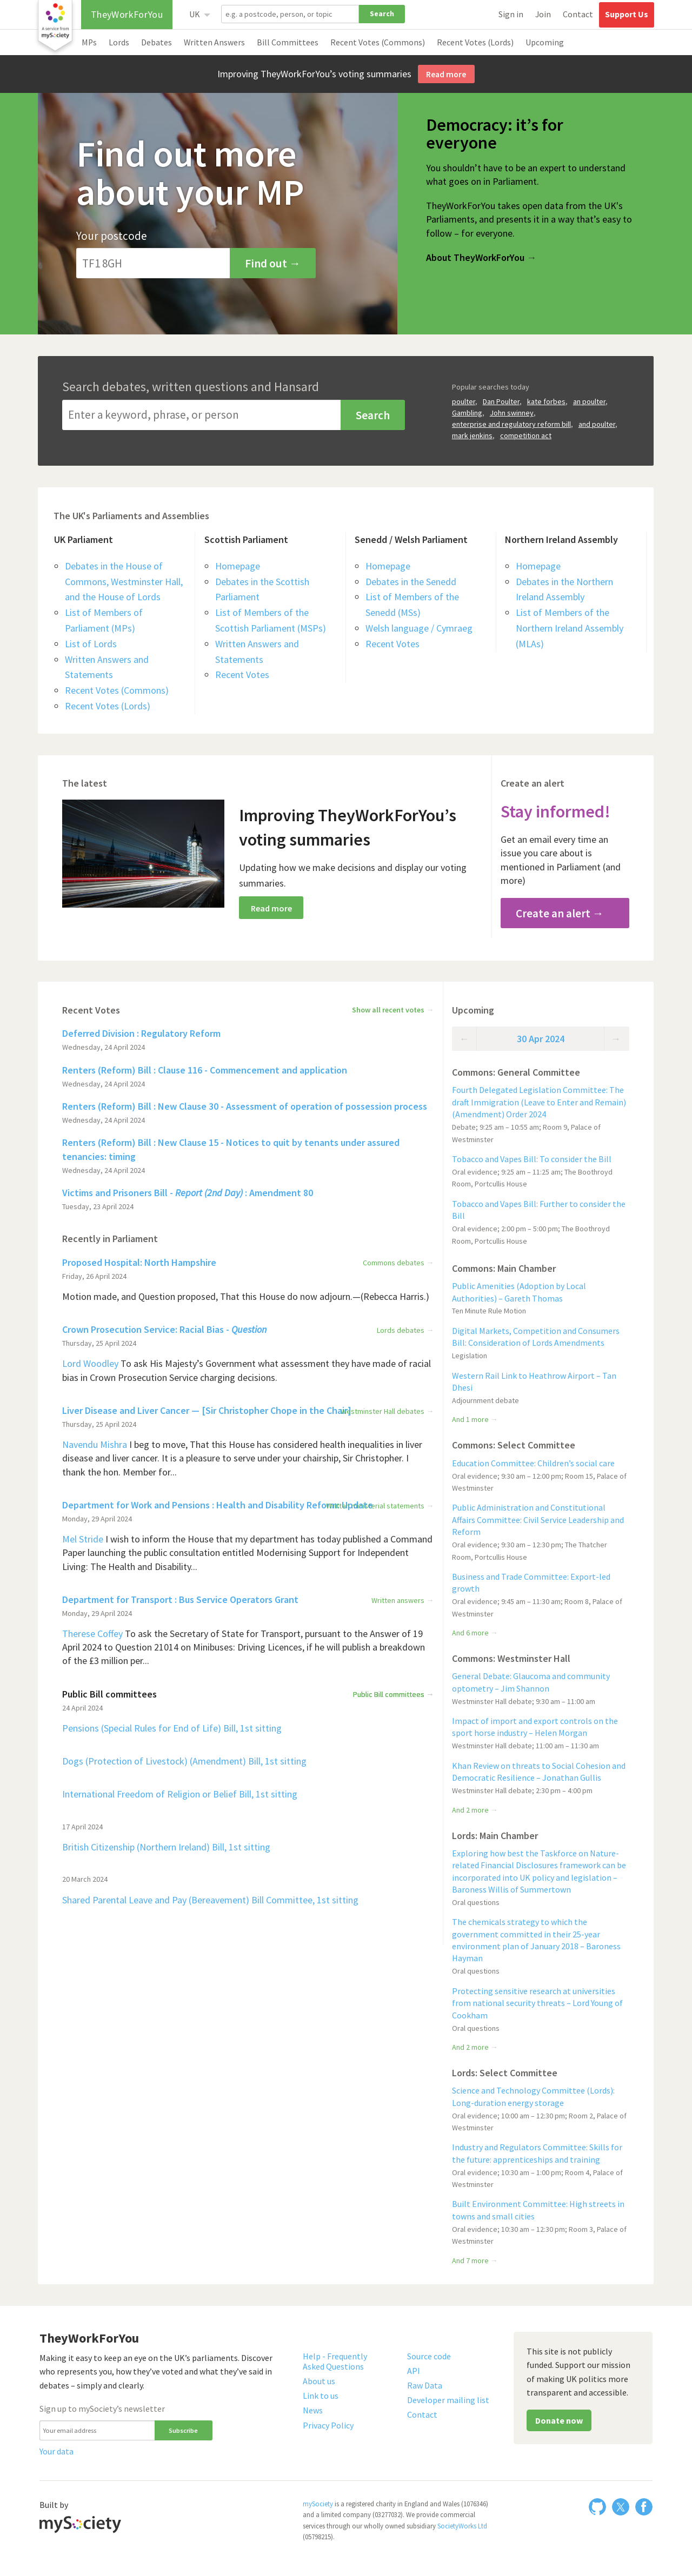 A service from
mySociety
TheyWorkForYou
UK
e.g. a postcode, person, or topic
Search
Sign in
Join
Contact
Support Us
MPs
Lords
Debates
Written Answers
Bill Committees
Recent Votes (Commons)
Recent Votes (Lords)
Upcoming
Improving TheyWorkForYou's voting summaries
Read more
Find out more
about your MP
Your postcode
TF1 8GH
Find out →
Democracy: it's for
everyone
You shouldn't have to be an expert to understand
what goes on in Parliament.
TheyWorkForYou takes open data from the UK's
Parliaments, and presents it in a way that's easy to
follow – for everyone.
About TheyWorkForYou →
Search debates, written questions and Hansard
Enter a keyword, phrase, or person
Search
Popular searches today
poulter, Dan Poulter, kate forbes, an poulter,
Gambling, John swinney,
enterprise and regulatory reform bill, and poulter,
mark jenkins, competition act
The UK's Parliaments and Assemblies
UK Parliament
Debates in the House of
Commons, Westminster Hall,
and the House of Lords
List of Members of
Parliament (MPs)
List of Lords
Written Answers and
Statements
Recent Votes (Commons)
Recent Votes (Lords)
Scottish Parliament
Homepage
Debates in the Scottish
Parliament
List of Members of the
Scottish Parliament (MSPs)
Written Answers and
Statements
Recent Votes
Senedd / Welsh Parliament
Homepage
Debates in the Senedd
List of Members of the
Senedd (MSs)
Welsh language / Cymraeg
Recent Votes
Northern Ireland Assembly
Homepage
Debates in the Northern
Ireland Assembly
List of Members of the
Northern Ireland Assembly
(MLAs)
The latest
Improving TheyWorkForYou's
voting summaries
Updating how we make decisions and display our voting
summaries.
Read more
Create an alert
Stay informed!
Get an email every time an
issue you care about is
mentioned in Parliament (and
more)
Create an alert →
Recent Votes
Show all recent votes →
Deferred Division : Regulatory Reform
Wednesday, 24 April 2024
Renters (Reform) Bill : Clause 116 - Commencement and application
Wednesday, 24 April 2024
Renters (Reform) Bill : New Clause 30 - Assessment of operation of possession process
Wednesday, 24 April 2024
Renters (Reform) Bill : New Clause 15 - Notices to quit by tenants under assured
tenancies: timing
Wednesday, 24 April 2024
Victims and Prisoners Bill - Report (2nd Day) : Amendment 80
Tuesday, 23 April 2024
Recently in Parliament
Proposed Hospital: North Hampshire
Commons debates →
Friday, 26 April 2024
Motion made, and Question proposed, That this House do now adjourn.—(Rebecca Harris.)
Crown Prosecution Service: Racial Bias - Question
Lords debates →
Thursday, 25 April 2024
Lord Woodley To ask His Majesty's Government what assessment they have made of racial
bias in Crown Prosecution Service charging decisions.
Liver Disease and Liver Cancer — [Sir Christopher Chope in the Chair]
Westminster Hall debates →
Thursday, 25 April 2024
Navendu Mishra I beg to move, That this House has considered health inequalities in liver
disease and liver cancer. It is a pleasure to serve under your chairship, Sir Christopher. I
thank the hon. Member for...
Department for Work and Pensions : Health and Disability Reform Update
Written ministerial statements →
Monday, 29 April 2024
Mel Stride I wish to inform the House that my department has today published a Command
Paper launching the public consultation entitled Modernising Support for Independent
Living: The Health and Disability...
Department for Transport : Bus Service Operators Grant
Written answers →
Monday, 29 April 2024
Therese Coffey To ask the Secretary of State for Transport, pursuant to the Answer of 19
April 2024 to Question 21014 on Minibuses: Driving Licences, if he will publish a breakdown
of the £3 million per...
Public Bill committees
Public Bill committees →
24 April 2024
Pensions (Special Rules for End of Life) Bill, 1st sitting
Dogs (Protection of Livestock) (Amendment) Bill, 1st sitting
International Freedom of Religion or Belief Bill, 1st sitting
17 April 2024
British Citizenship (Northern Ireland) Bill, 1st sitting
20 March 2024
Shared Parental Leave and Pay (Bereavement) Bill Committee, 1st sitting
Upcoming
← 30 Apr 2024 →
Commons: General Committee
Fourth Delegated Legislation Committee: The
draft Immigration (Leave to Enter and Remain)
(Amendment) Order 2024
Debate; 9:25 am – 10:55 am; Room 9, Palace of
Westminster
Tobacco and Vapes Bill: To consider the Bill
Oral evidence; 9:25 am – 11:25 am; The Boothroyd
Room, Portcullis House
Tobacco and Vapes Bill: Further to consider the
Bill
Oral evidence; 2:00 pm – 5:00 pm; The Boothroyd
Room, Portcullis House
Commons: Main Chamber
Public Amenities (Adoption by Local
Authorities) – Gareth Thomas
Ten Minute Rule Motion
Digital Markets, Competition and Consumers
Bill: Consideration of Lords Amendments
Legislation
Western Rail Link to Heathrow Airport – Tan
Dhesi
Adjournment debate
And 1 more →
Commons: Select Committee
Education Committee: Children's social care
Oral evidence; 9:30 am – 12:00 pm; Room 15, Palace of
Westminster
Public Administration and Constitutional
Affairs Committee: Civil Service Leadership and
Reform
Oral evidence; 9:30 am – 12:30 pm; The Thatcher
Room, Portcullis House
Business and Trade Committee: Export-led
growth
Oral evidence; 9:45 am – 11:30 am; Room 8, Palace of
Westminster
And 6 more →
Commons: Westminster Hall
General Debate: Glaucoma and community
optometry – Jim Shannon
Westminster Hall debate; 9:30 am – 11:00 am
Impact of import and export controls on the
sport horse industry – Helen Morgan
Westminster Hall debate; 11:00 am – 11:30 am
Khan Review on threats to Social Cohesion and
Democratic Resilience – Jonathan Gullis
Westminster Hall debate; 2:30 pm – 4:00 pm
And 2 more →
Lords: Main Chamber
Exploring how best the Taskforce on Nature-
related Financial Disclosures framework can be
incorporated into UK policy and legislation –
Baroness Willis of Summertown
Oral questions
The chemicals strategy to which the
government committed in their 25-year
environment plan of January 2018 – Baroness
Hayman
Oral questions
Protecting sensitive research at universities
from national security threats – Lord Young of
Cookham
Oral questions
And 2 more →
Lords: Select Committee
Science and Technology Committee (Lords):
Long-duration energy storage
Oral evidence; 10:00 am – 12:30 pm; Room 2, Palace of
Westminster
Industry and Regulators Committee: Skills for
the future: apprenticeships and training
Oral evidence; 10:30 am – 1:00 pm; Room 4, Palace of
Westminster
Built Environment Committee: High streets in
towns and small cities
Oral evidence; 10:30 am – 12:30 pm; Room 3, Palace of
Westminster
And 7 more →
TheyWorkForYou
Making it easy to keep an eye on the UK's parliaments. Discover
who represents you, how they've voted and what they've said in
debates – simply and clearly.
Sign up to mySociety's newsletter
Your email address
Subscribe
Your data
Help - Frequently
Asked Questions
About us
Link to us
News
Privacy Policy
Source code
API
Raw Data
Developer mailing list
Contact
This site is not publicly
funded. Support our mission
of making UK politics more
transparent and accessible.
Donate now
Built by
mySociety
mySociety is a registered charity in England and Wales (1076346)
and a limited company (03277032). We provide commercial
services through our wholly owned subsidiary SocietyWorks Ltd
(05798215).